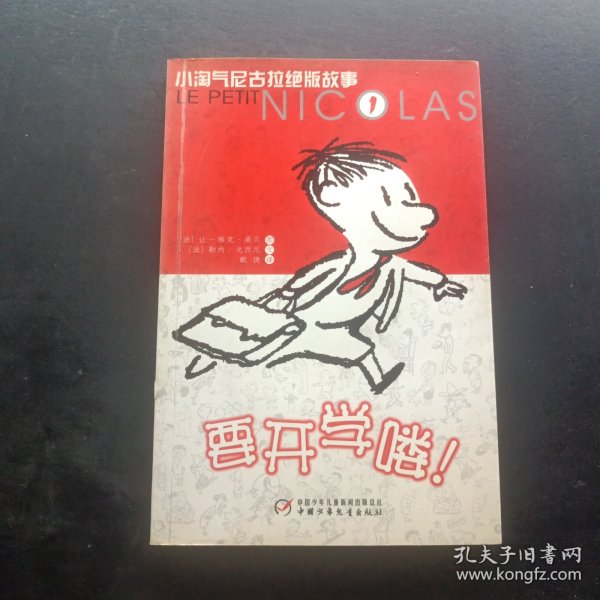 小淘气尼古拉绝版故事
LE PETIT NICOLAS
1
[法] 让-雅克·桑贝 图
[法] 勒内·戈西尼 文
戴捷 译
要开学喽!
中国少年儿童新闻出版总社
中国少年儿童出版社
孔夫子旧书网
www.kongfz.com